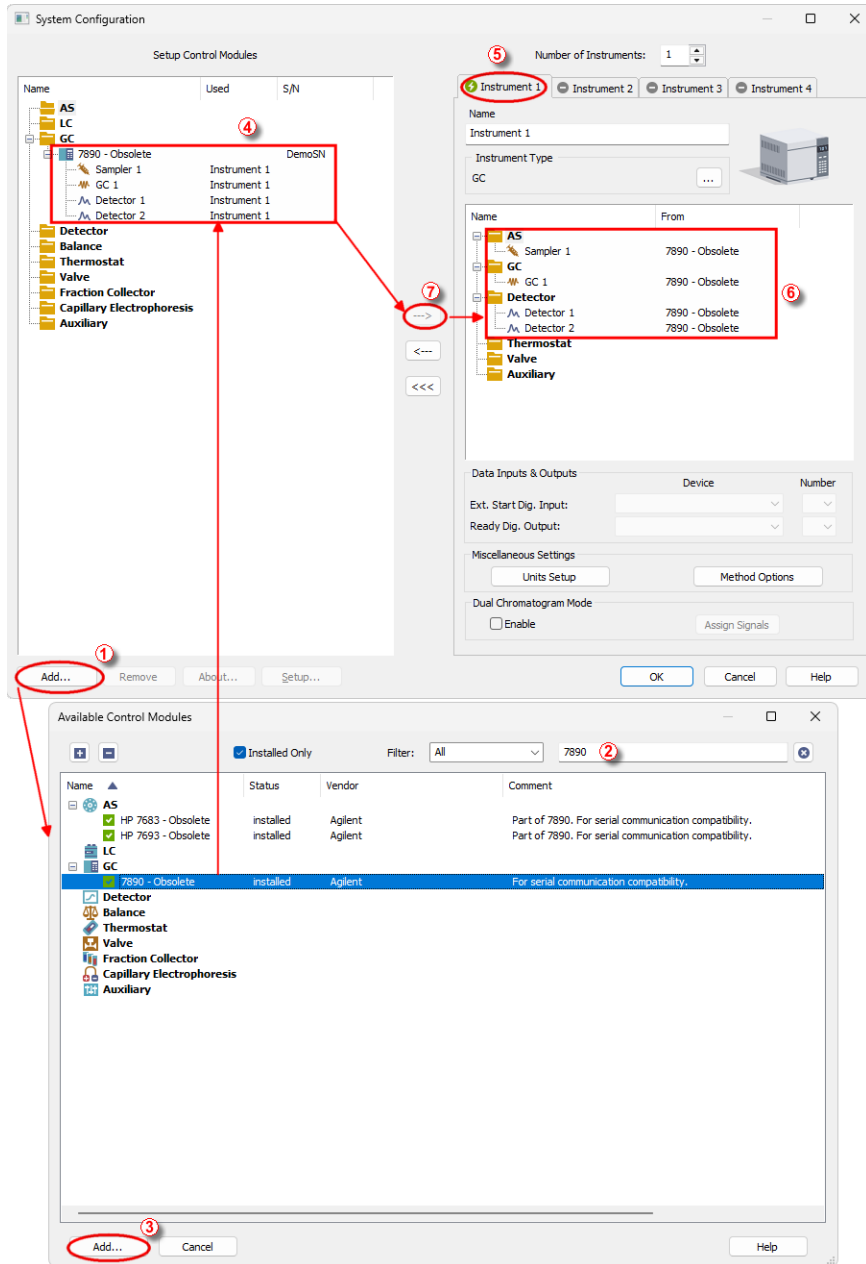 System Configuration
Setup Control Modules
⑤ Number of Instruments: 1
Name Used S/N
AS
LC
GC
④
7890 - Obsolete DemoSN
Sampler 1 Instrument 1
GC 1 Instrument 1
Detector 1 Instrument 1
Detector 2 Instrument 1
Detector
Balance
Thermostat
Valve
Fraction Collector
Capillary Electrophoresis
Auxiliary
⑦
--->
<---
<<<
Instrument 1 Instrument 2 Instrument 3 Instrument 4
Name
Instrument 1
Instrument Type
GC ...
Name From
AS
Sampler 1 7890 - Obsolete
GC
GC 1 7890 - Obsolete
⑥
Detector
Detector 1 7890 - Obsolete
Detector 2 7890 - Obsolete
Thermostat
Valve
Auxiliary
Data Inputs & Outputs
Device Number
Ext. Start Dig. Input:
Ready Dig. Output:
Miscellaneous Settings
Units Setup Method Options
Dual Chromatogram Mode
Enable Assign Signals
①
Add... Remove About... Setup...
OK Cancel Help
Available Control Modules
Installed Only Filter: All 7890 ②
Name Status Vendor Comment
AS
HP 7683 - Obsolete installed Agilent Part of 7890. For serial communication compatibility.
HP 7693 - Obsolete installed Agilent Part of 7890. For serial communication compatibility.
LC
GC
7890 - Obsolete installed Agilent For serial communication compatibility.
Detector
Balance
Thermostat
Valve
Fraction Collector
Capillary Electrophoresis
Auxiliary
③
Add... Cancel Help